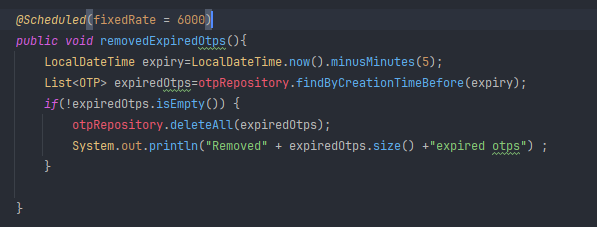 @Scheduled(fixedRate = 6000)
public void removedExpiredOtps(){
LocalDateTime expiry=LocalDateTime.now().minusMinutes(5);
List<OTP> expiredOtps=otpRepository.findByCreationTimeBefore(expiry);
if(!expiredOtps.isEmpty()) {
otpRepository.deleteAll(expiredOtps);
System.out.println("Removed" + expiredOtps.size() +"expired otps") ;
}
}